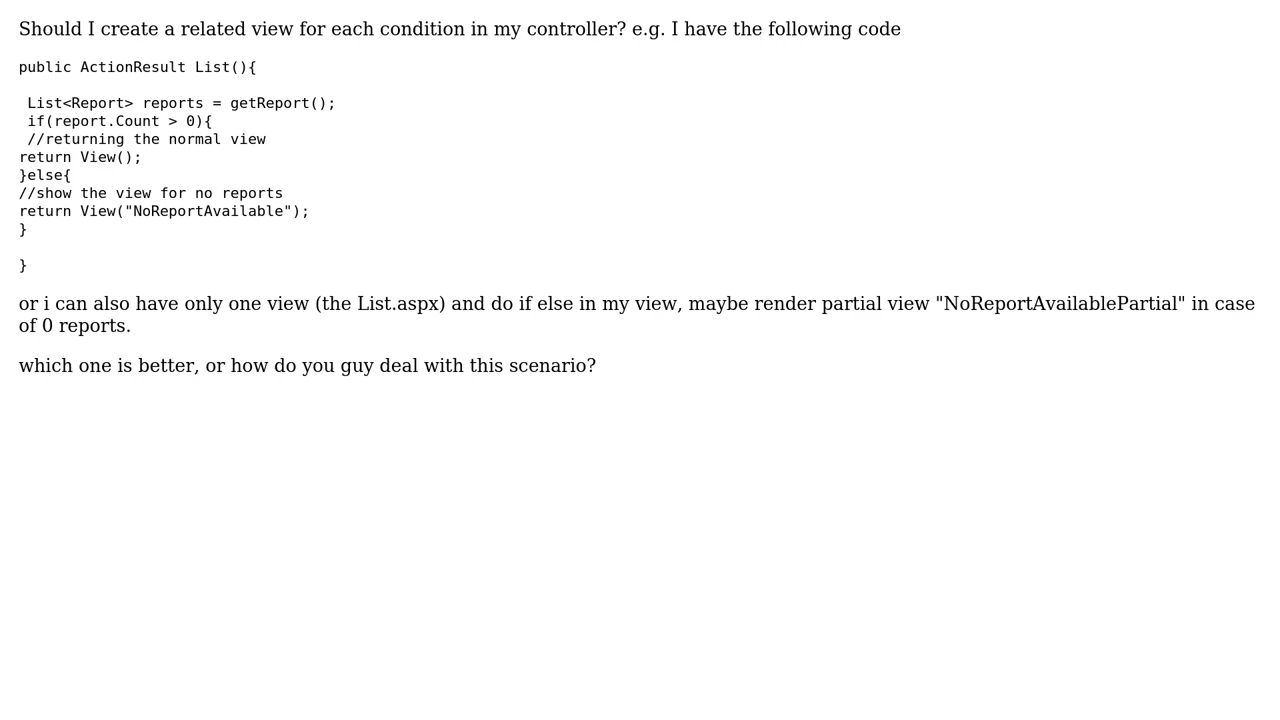 Should I create a related view for each condition in my controller? e.g. I have the following code
public ActionResult List(){
List<Report> reports = getReport();
if(report.Count > 0){
//returning the normal view
return View();
}else{
//show the view for no reports
return View("NoReportAvailable");
}
}
or i can also have only one view (the List.aspx) and do if else in my view, maybe render partial view "NoReportAvailablePartial" in case
of 0 reports.
which one is better, or how do you guy deal with this scenario?